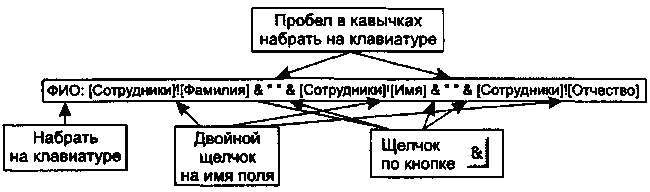 Пробел в кавычках
набрать на клавиатуре
ФИО: [Сотрудники]![Фамилия] & " " & [Сотрудники]![Имя] & " " & [Сотрудники]![Отчество]
Набрать
на клавиатуре
Двойной
щелчок
на имя поля
Щелчок
по кнопке &